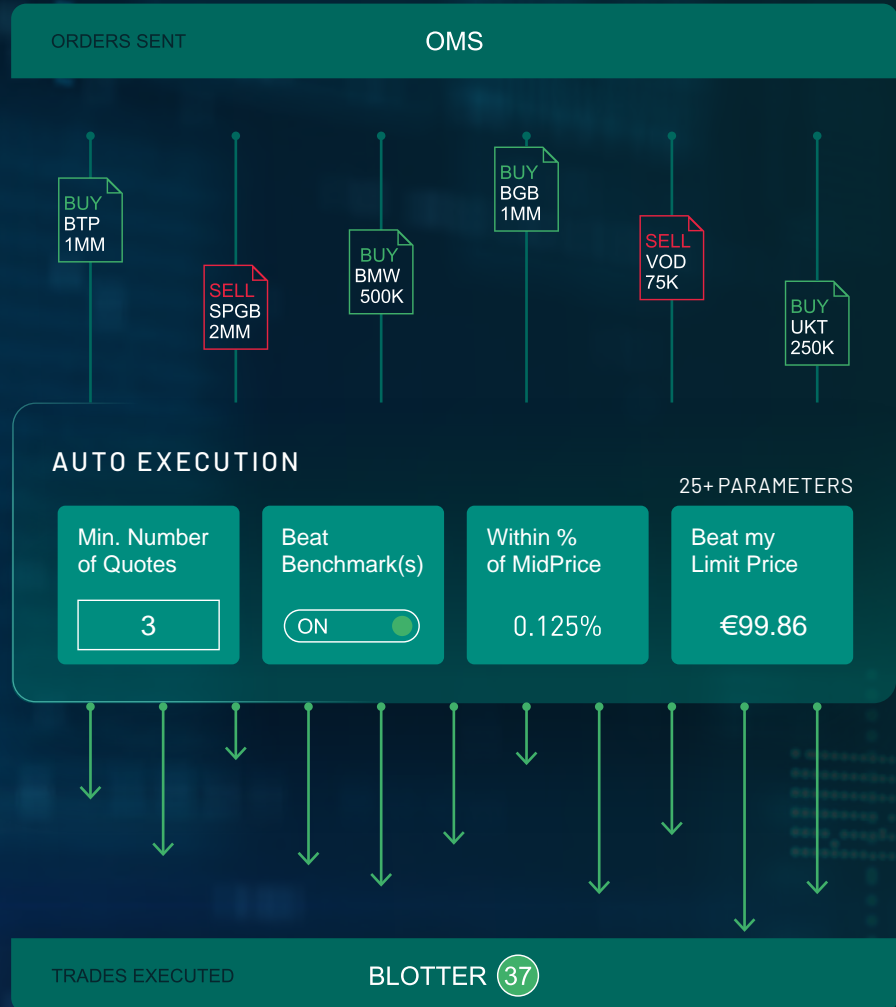 ORDERS SENT
OMS
BUY
BTP
1MM
SELL
SPGB
2MM
BUY
BMW
500K
BUY
BGB
1MM
SELL
VOD
75K
BUY
UKT
250K
AUTO EXECUTION
25+ PARAMETERS
Min. Number
of Quotes
3
Beat
Benchmark(s)
ON
Within %
of MidPrice
0.125%
Beat my
Limit Price
€99.86
TRADES EXECUTED
BLOTTER 37